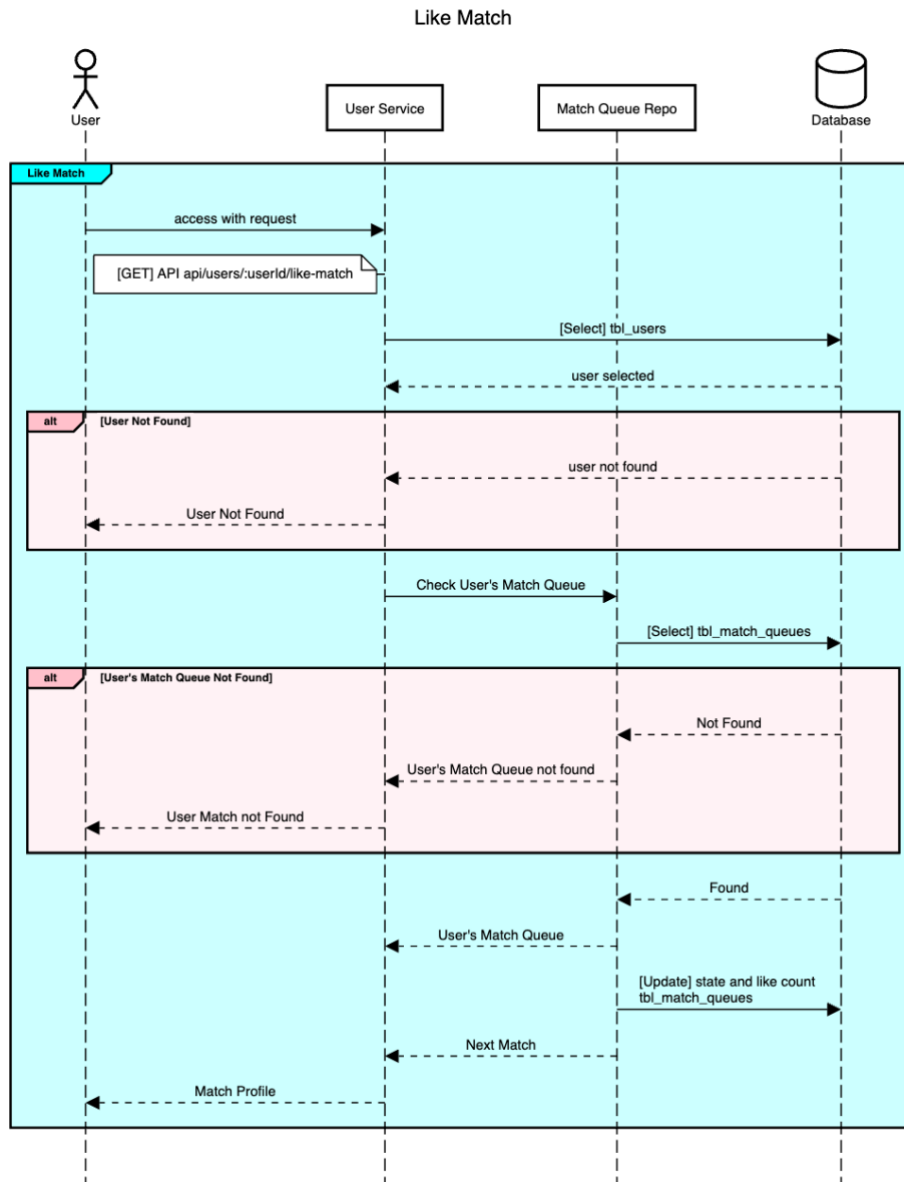 Like Match
User
User Service
Match Queue Repo
Database
Like Match
access with request
[GET] API api/users/:userId/like-match
[Select] tbl_users
user selected
alt
[User Not Found]
user not found
User Not Found
Check User's Match Queue
[Select] tbl_match_queues
alt
[User's Match Queue Not Found]
Not Found
User's Match Queue not found
User Match not Found
Found
User's Match Queue
[Update] state and like count
tbl_match_queues
Next Match
Match Profile